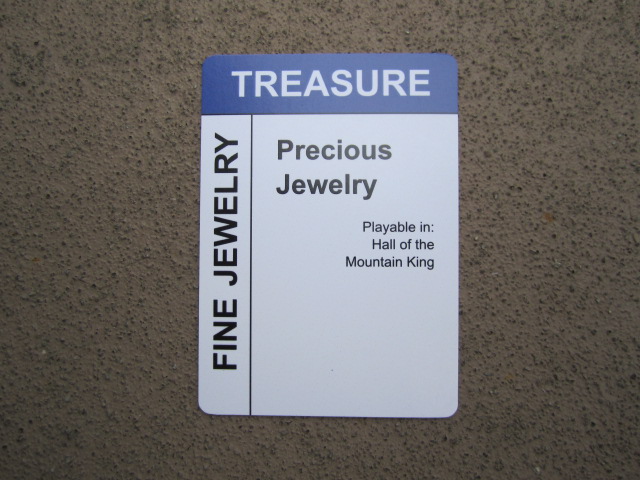 TREASURE
FINE JEWELRY
Precious
Jewelry
Playable in:
Hall of the
Mountain King